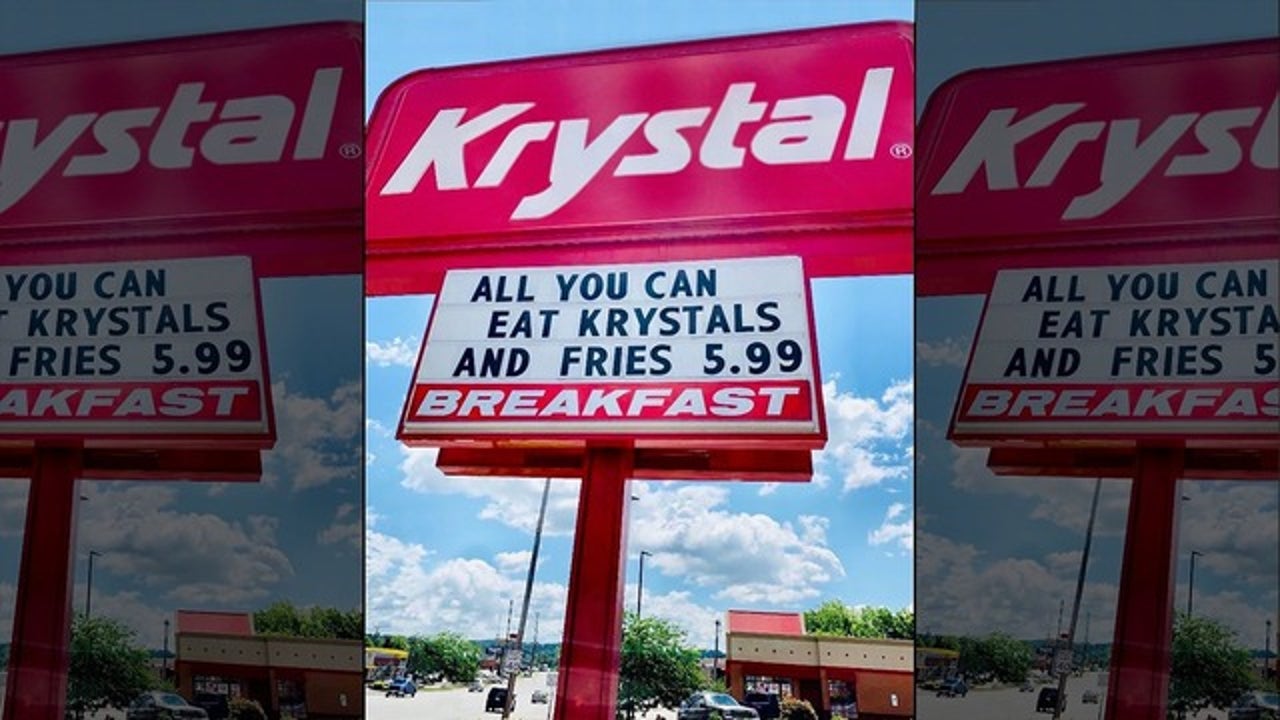 Krystal®
ALL YOU CAN
EAT KRYSTALS
AND FRIES 5.99
BREAKFAST